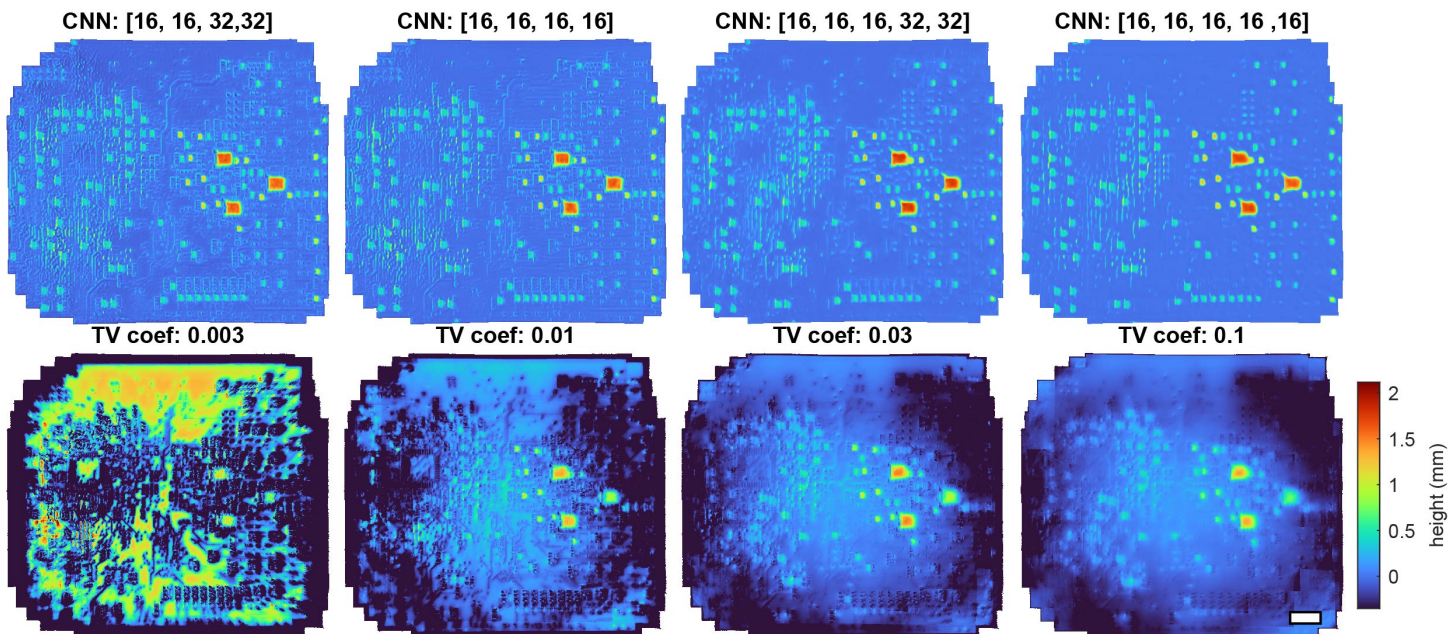 CNN: [16, 16, 32,32]
CNN: [16, 16, 16, 16]
CNN: [16, 16, 16, 32, 32]
CNN: [16, 16, 16, 16 ,16]
TV coef: 0.003
TV coef: 0.01
TV coef: 0.03
TV coef: 0.1
2
1.5
1
0.5
0
height (mm)